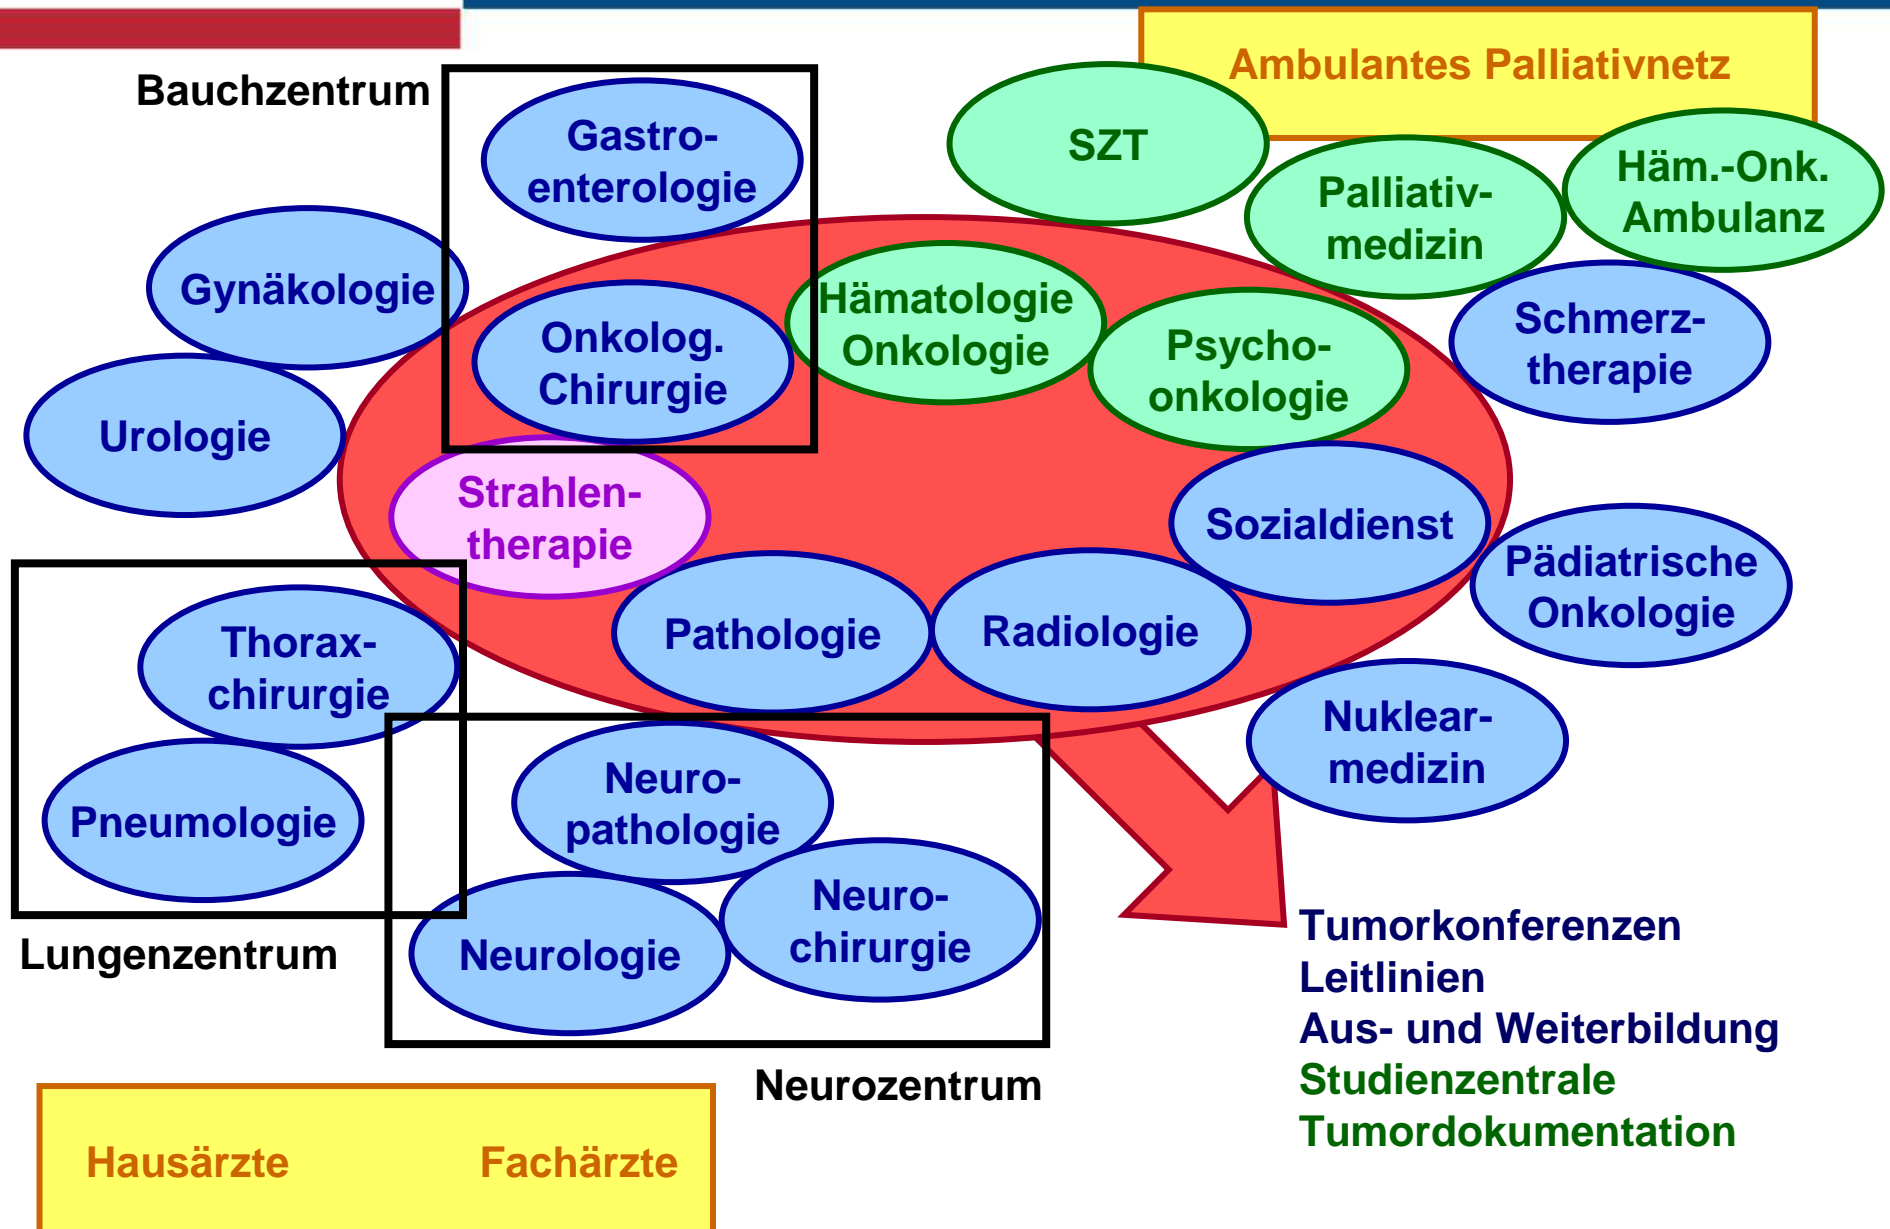 Ambulantes Palliativnetz
Bauchzentrum
Gastro-
enterologie
SZT
Palliativ-
medizin
Häm.-Onk.
Ambulanz
Gynäkologie
Onkolog.
Chirurgie
Hämatologie
Onkologie
Psycho-
onkologie
Schmerz-
therapie
Urologie
Strahlen-
therapie
Sozialdienst
Pädiatrische
Onkologie
Thorax-
chirurgie
Pathologie
Radiologie
Nuklear-
medizin
Pneumologie
Neuro-
pathologie
Neuro-
chirurgie
Neurologie
Lungenzentrum
Neurozentrum
Tumorkonferenzen
Leitlinien
Aus- und Weiterbildung
Studienzentrale
Tumordokumentation
Hausärzte
Fachärzte